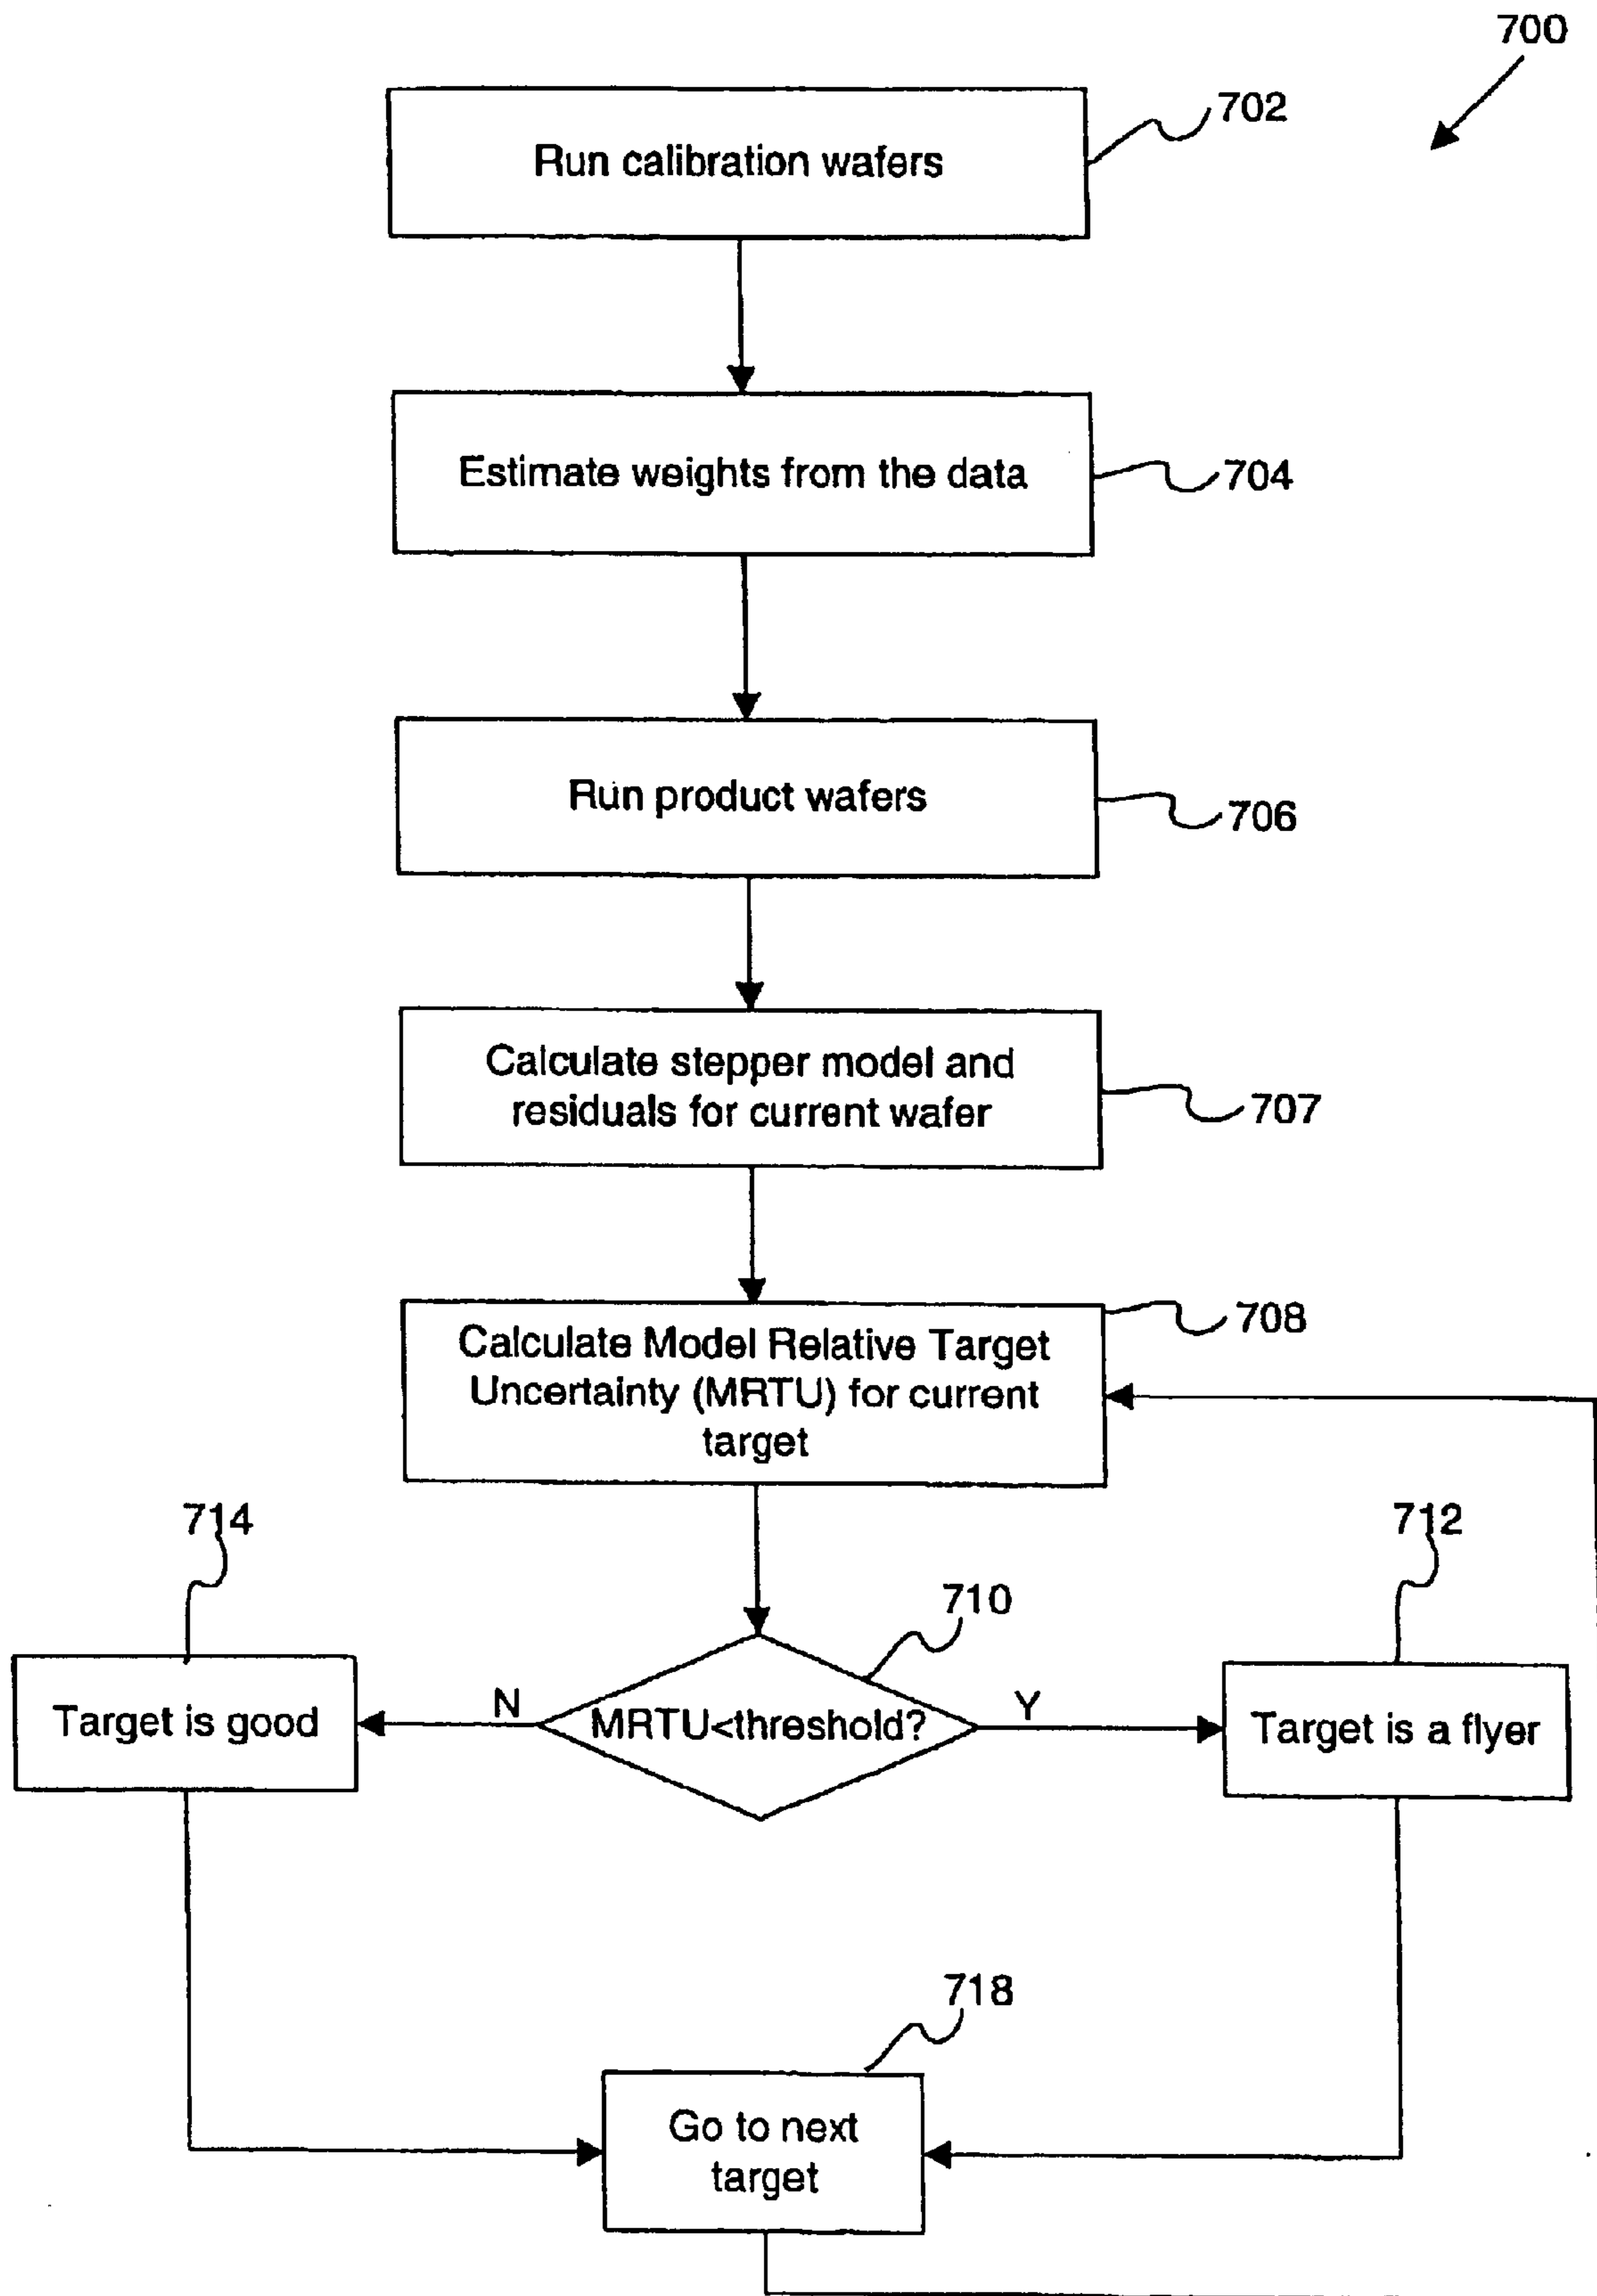 700
702
Run calibration wafers
Estimate weights from the data
704
Run product wafers
706
Calculate stepper model and
residuals for current wafer
707
708
Calculate Model Relative Target
Uncertainty (MRTU) for current
target
714
712
710
Target is good
N
MRTU<threshold?
Y
Target is a flyer
718
Go to next
target